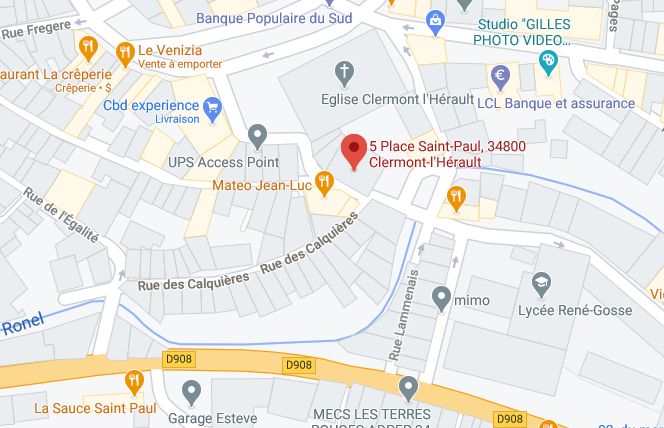 Banque Populaire du Sud
Rue Fregere
Studio "GILLES
PHOTO VIDEO...
Pages
Le Venizia
Vente à emporter
aurant La crêperie
Crêperie • $
Eglise Clermont l'Hérault
LCL Banque et assurance
Cbd experience
Livraison
5 Place Saint-Paul, 34800
Clermont-l'Hérault
UPS Access Point
Mateo Jean-Luc
Rue de l'Égalité
Rue des Calquières
Rue des Calquières
Rue Lammenais
mimo
Lycée René-Gosse
Vi
Ronel
D908
D908
D908
La Sauce Saint Paul
Garage Esteve
MECS LES TERRES